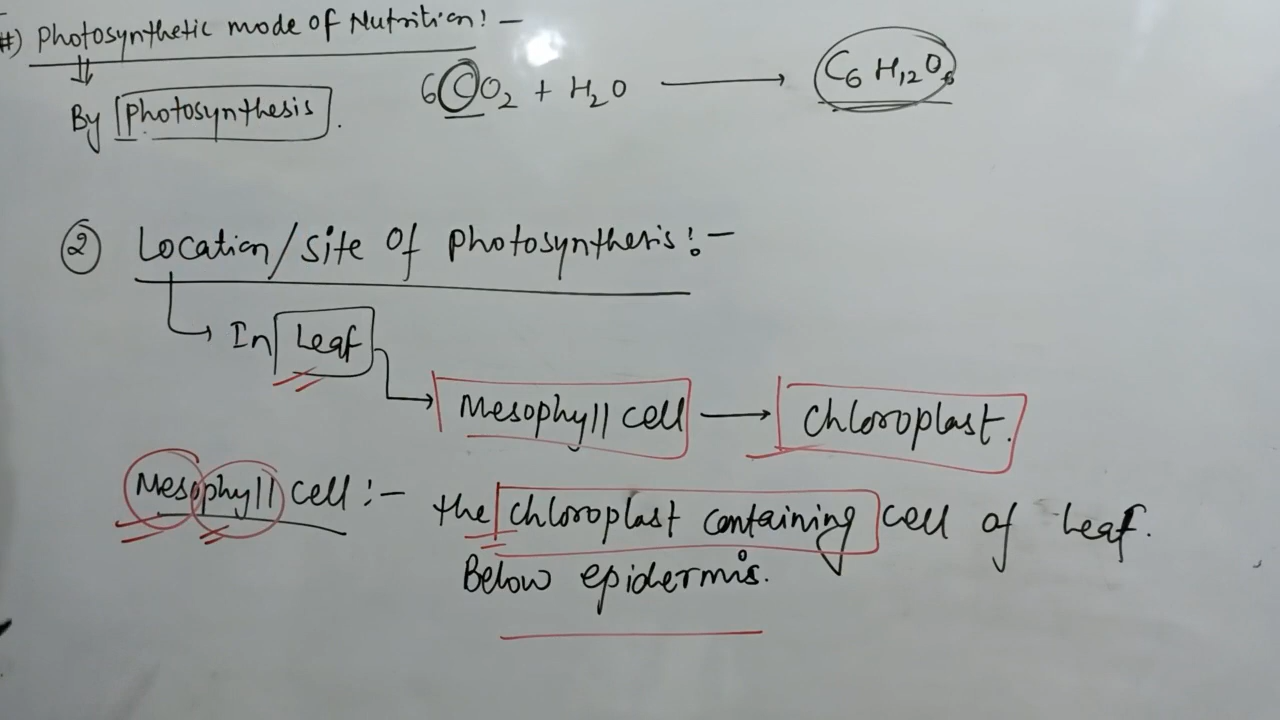 #) Photosynthetic mode of Nutrition! -
⇓
By Photosynthesis.
6CO₂ + H₂O ⟶ C₆H₁₂O₆
② Location/site of photosynthesis!:-
↳ In Leaf → Mesophyll cell → Chloroplast.
Mesophyll cell :- the chloroplast containing cell of Leaf.
Below epidermis.